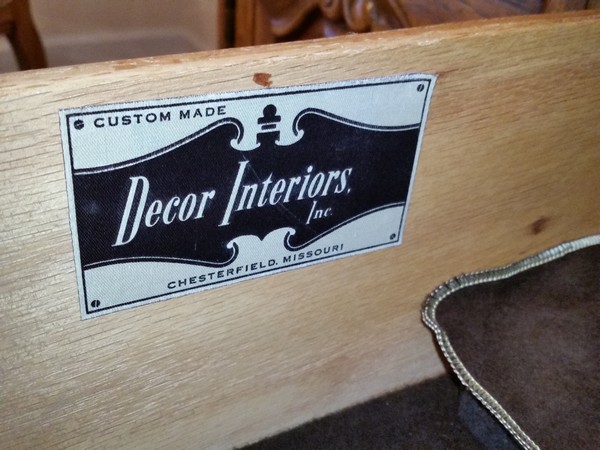 CUSTOM MADE
Decor Interiors,
Inc.
CHESTERFIELD, MISSOURI